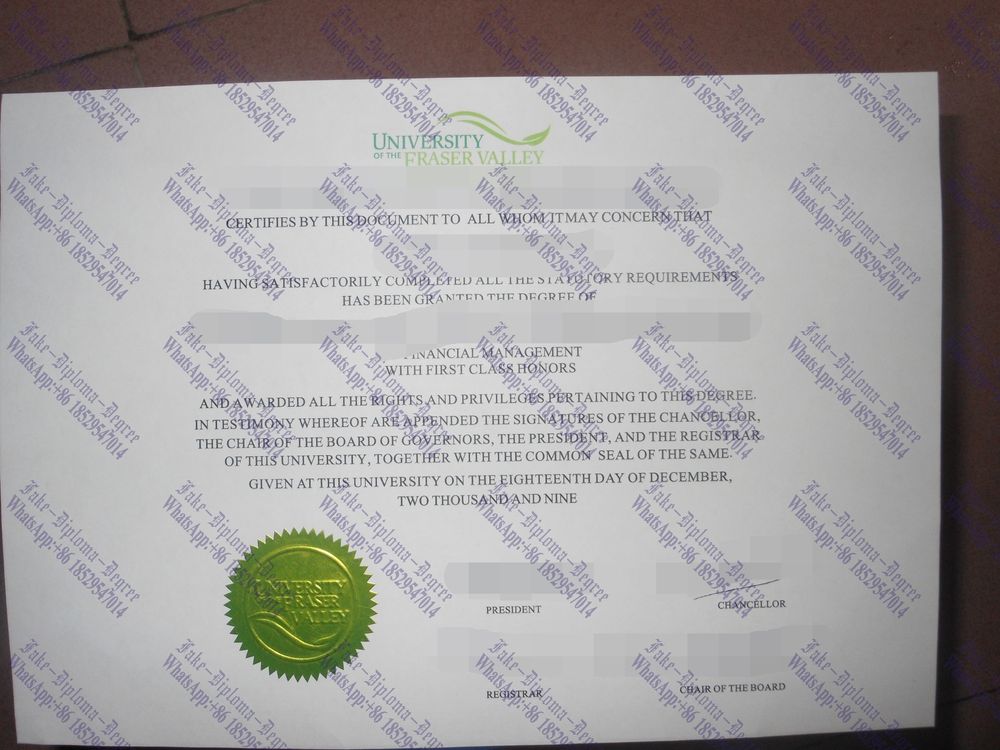 UNIVERSITY
OF THE FRASER VALLEY
CERTIFIES BY THIS DOCUMENT TO ALL WHOM IT MAY CONCERN THAT
HAVING SATISFACTORILY COMPLETED ALL THE STATUTORY REQUIREMENTS
HAS BEEN GRANTED THE DEGREE OF
FINANCIAL MANAGEMENT
WITH FIRST CLASS HONORS
AND AWARDED ALL THE RIGHTS AND PRIVILEGES PERTAINING TO THIS DEGREE.
IN TESTIMONY WHEREOF ARE APPENDED THE SIGNATURES OF THE CHANCELLOR,
THE CHAIR OF THE BOARD OF GOVERNORS, THE PRESIDENT, AND THE REGISTRAR
OF THIS UNIVERSITY, TOGETHER WITH THE COMMON SEAL OF THE SAME.
GIVEN AT THIS UNIVERSITY ON THE EIGHTEENTH DAY OF DECEMBER,
TWO THOUSAND AND NINE
UNIVERSITY
OF THE FRASER
VALLEY
PRESIDENT
CHANCELLOR
REGISTRAR
CHAIR OF THE BOARD
Fake-Diploma-Degree
WhatsApp:+86 18529547014